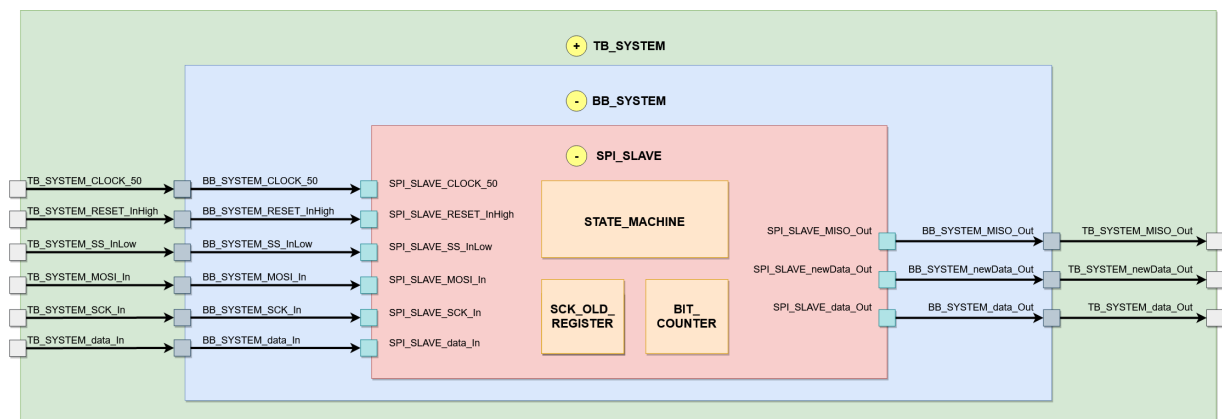 + TB_SYSTEM
- BB_SYSTEM
- SPI_SLAVE
TB_SYSTEM_CLOCK_50
BB_SYSTEM_CLOCK_50
SPI_SLAVE_CLOCK_50
TB_SYSTEM_RESET_InHigh
BB_SYSTEM_RESET_InHigh
SPI_SLAVE_RESET_InHigh
TB_SYSTEM_SS_InLow
BB_SYSTEM_SS_InLow
SPI_SLAVE_SS_InLow
TB_SYSTEM_MOSI_In
BB_SYSTEM_MOSI_In
SPI_SLAVE_MOSI_In
TB_SYSTEM_SCK_In
BB_SYSTEM_SCK_In
SPI_SLAVE_SCK_In
TB_SYSTEM_data_In
BB_SYSTEM_data_In
SPI_SLAVE_data_In
STATE_MACHINE
SCK_OLD_
REGISTER
BIT_
COUNTER
SPI_SLAVE_MISO_Out
BB_SYSTEM_MISO_Out
TB_SYSTEM_MISO_Out
SPI_SLAVE_newData_Out
BB_SYSTEM_newData_Out
TB_SYSTEM_newData_Out
SPI_SLAVE_data_Out
BB_SYSTEM_data_Out
TB_SYSTEM_data_Out